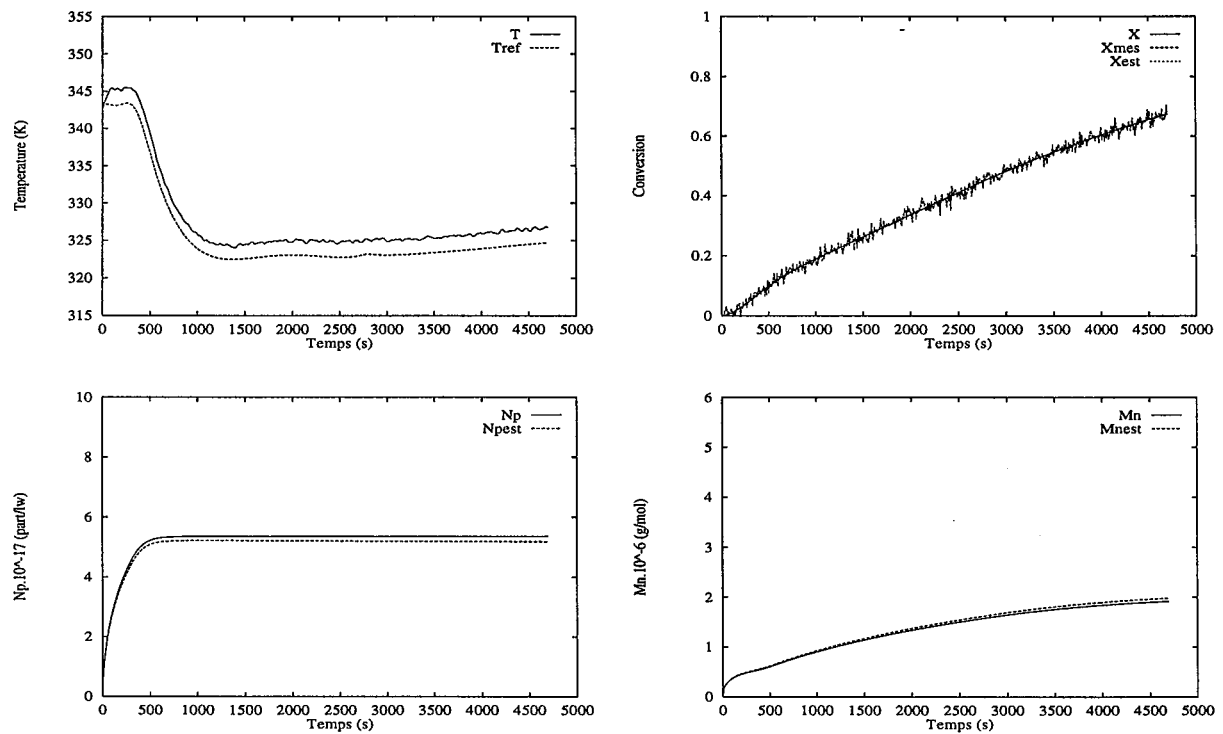 355
350
345
340
335
330
325
320
315
Temperature (K)
T
Tref
0 500 1000 1500 2000 2500 3000 3500 4000 4500 5000
Temps (s)
1
0.8
0.6
0.4
0.2
0
Conversion
X
Xmes
Xest
0 500 1000 1500 2000 2500 3000 3500 4000 4500 5000
Temps (s)
10
8
6
4
2
0
Np.10^-17 (part/lw)
Np
Npest
0 500 1000 1500 2000 2500 3000 3500 4000 4500 5000
Temps (s)
6
5
4
3
2
1
0
Mn.10^-6 (g/mol)
Mn
Mnest
0 500 1000 1500 2000 2500 3000 3500 4000 4500 5000
Temps (s)